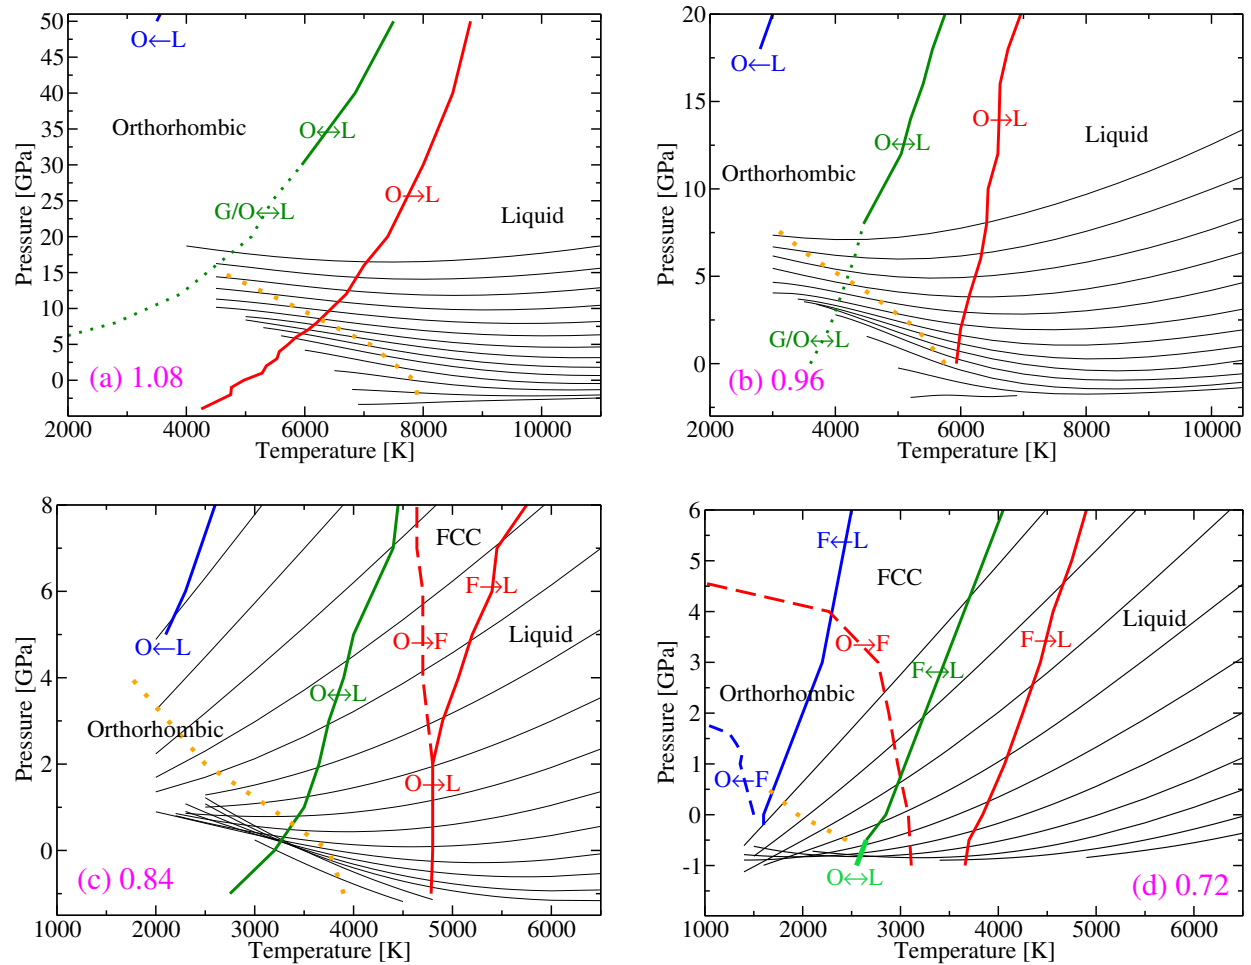 50
45
40
35
30
25
20
15
10
5
0
Pressure [GPa]
O←L
Orthorhombic
O↔L
G/O↔L
O→L
Liquid
(a) 1.08
2000 4000 6000 8000 10000
Temperature [K]
20
15
10
5
0
Pressure [GPa]
O←L
O→L
Liquid
O↔L
Orthorhombic
G/O↔L
(b) 0.96
2000 4000 6000 8000 10000
Temperature [K]
8
6
4
2
0
Pressure [GPa]
FCC
F→L
O←L
O→F
Liquid
O↔L
Orthorhombic
O→L
(c) 0.84
1000 2000 3000 4000 5000 6000
Temperature [K]
6
5
4
3
2
1
0
-1
Pressure [GPa]
F←L
FCC
Liquid
O→F
F→L
F↔L
Orthorhombic
O←F
O↔L
(d) 0.72
1000 2000 3000 4000 5000 6000
Temperature [K]